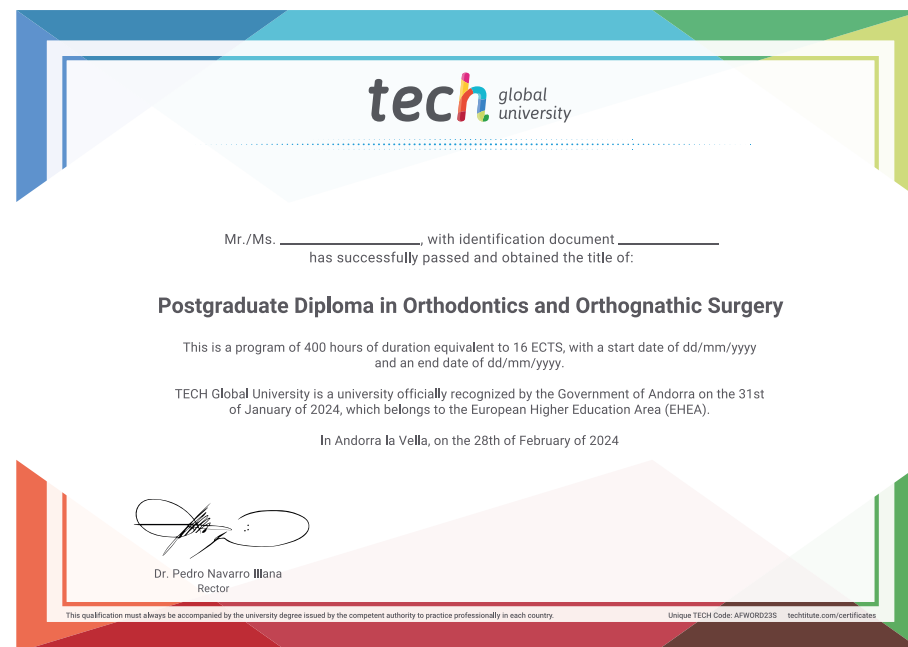 tech global university
Mr./Ms. ____________, with identification document ____________
has successfully passed and obtained the title of:
Postgraduate Diploma in Orthodontics and Orthognathic Surgery
This is a program of 400 hours of duration equivalent to 16 ECTS, with a start date of dd/mm/yyyy
and an end date of dd/mm/yyyy.
TECH Global University is a university officially recognized by the Government of Andorra on the 31st
of January of 2024, which belongs to the European Higher Education Area (EHEA).
In Andorra la Vella, on the 28th of February of 2024
Dr. Pedro Navarro Illana
Rector
This qualification must always be accompanied by the university degree issued by the competent authority to practice professionally in each country.
Unique TECH Code: AFWORD23S techtitute.com/certificates